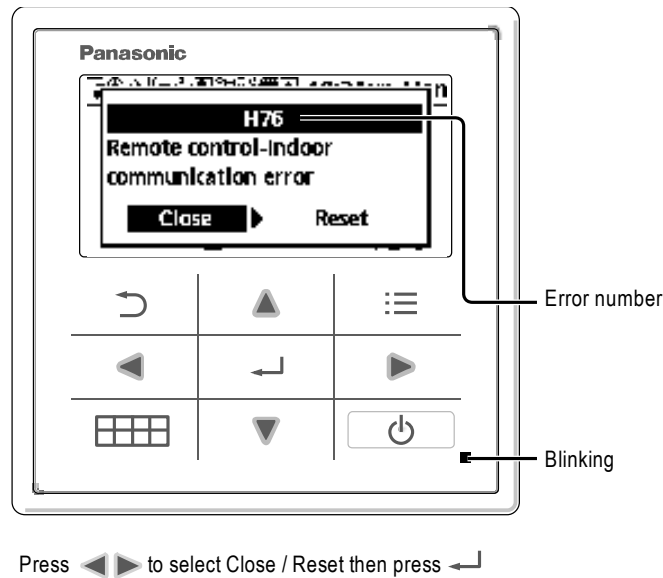 Panasonic
H76
Remote control-Indoor
communication error
Close
Reset
Error number
Blinking
Press to select Close / Reset then press